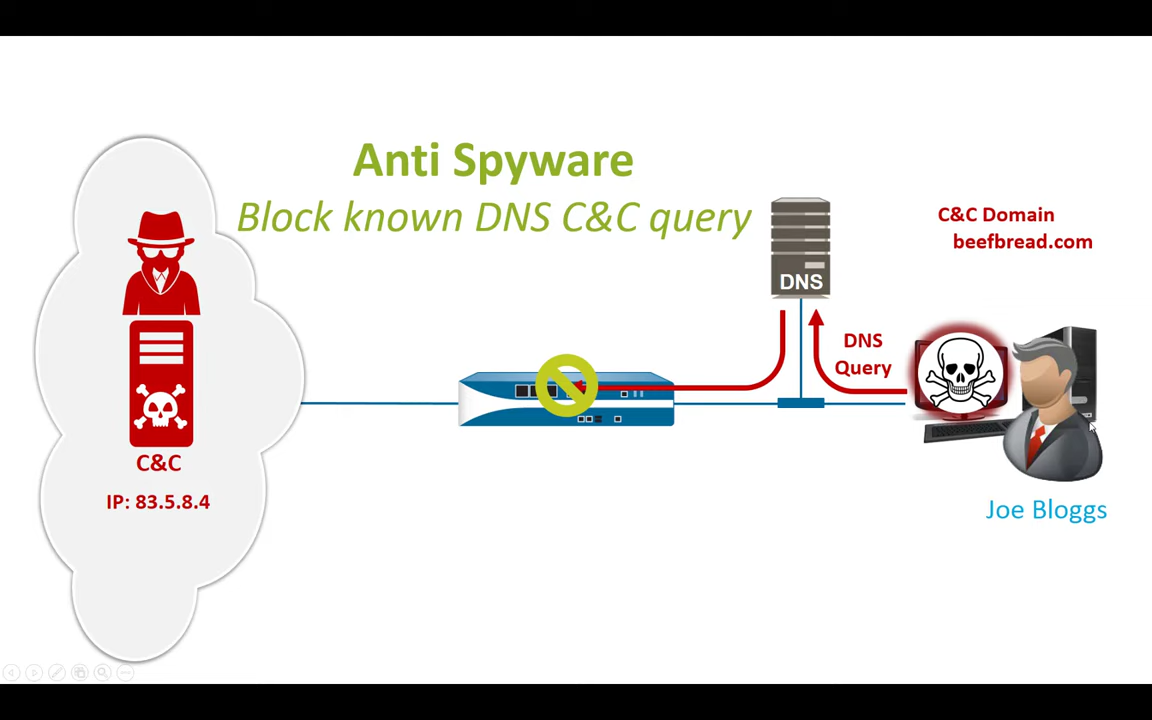 Anti Spyware
Block known DNS C&C query
DNS
C&C Domain
beefbread.com
DNS
Query
C&C
IP: 83.5.8.4
Joe Bloggs